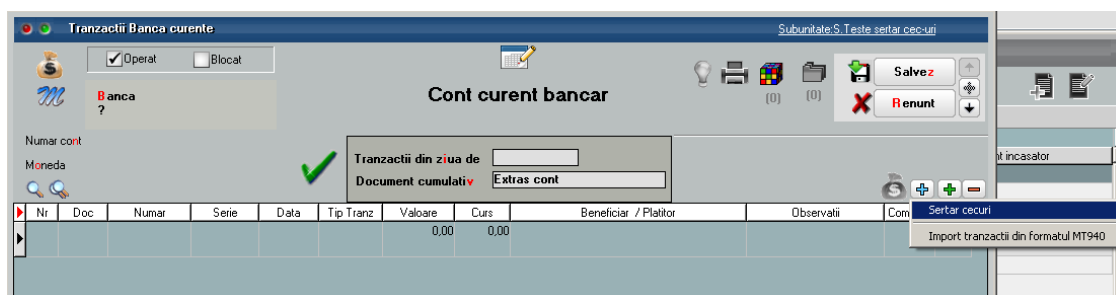 Tranzactii Banca curente
Subunitate:S.Teste sertar cec-uri
Operat
Blocat
Banca
?
Cont curent bancar
(0)
(0)
Salvez
Renunt
Numar cont
Moneda
Tranzactii din ziua de
Document cumulativ
Extras cont
nt incasator
Nr Doc Numar Serie Data Tip Tranz Valoare Curs Beneficiar / Platitor Observatii Com
0,00 0,00
Sertar cecuri
Import tranzactii din formatul MT940